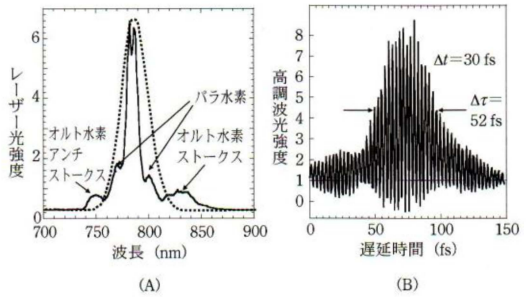 6
4
2
0
レーザー光強度
オルト水素
アンチ
ストークス
パラ水素
オルト水素
ストークス
700 750 800 850 900
波長 (nm)
(A)
8
7
6
5
4
3
2
1
0
高調波光強度
Δt=30 fs
Δτ=
52 fs
0 50 100 150
遅延時間 (fs)
(B)